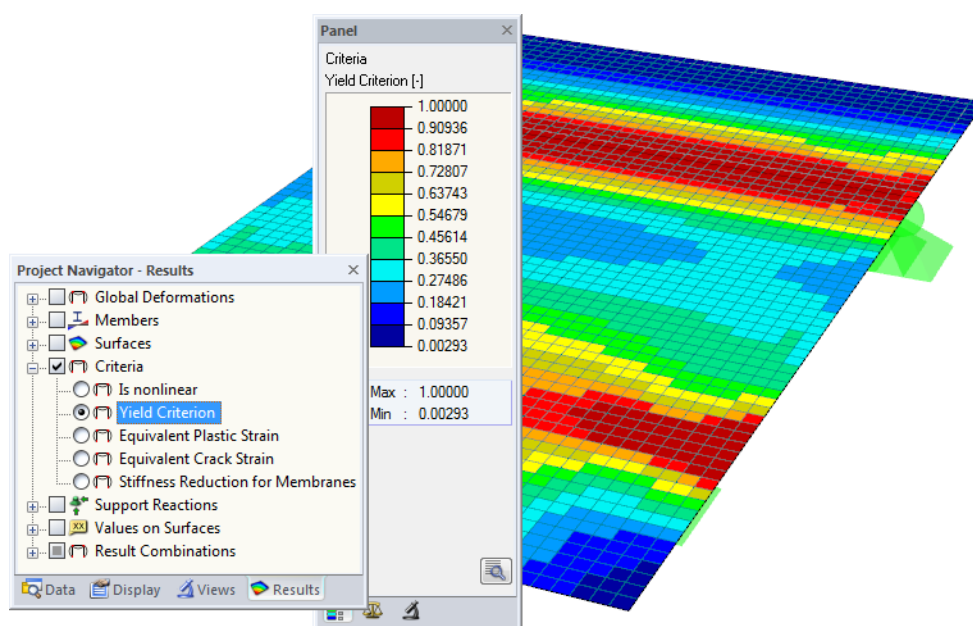 Panel
Criteria
Yield Criterion [-]
1.00000
0.90936
0.81871
0.72807
0.63743
0.54679
0.45614
0.36550
0.27486
0.18421
0.09357
0.00293
Max : 1.00000
Min : 0.00293
Project Navigator - Results
Global Deformations
Members
Surfaces
Criteria
Is nonlinear
Yield Criterion
Equivalent Plastic Strain
Equivalent Crack Strain
Stiffness Reduction for Membranes
Support Reactions
xx Values on Surfaces
Result Combinations
Data Display Views Results